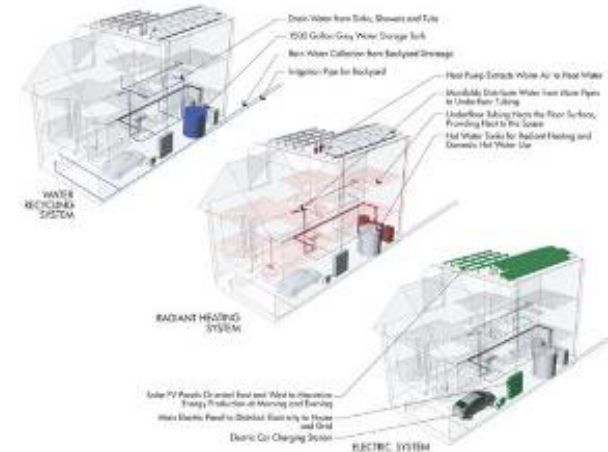 Drain Water from Sinks, Showers and Tubs
3500 Gallon Gray Water Storage Tank
Rain Water Collection from Backyard Drainage
Irrigation Pipe for Backyard
WATER
RECYCLING
SYSTEM
Heat Pump Extracts Warm Air to Heat Water
Manifolds Distribute Water from Main Pipes
to Underfloor Tubing
Underfloor Tubing Heats the Floor Surface,
Providing Heat to the Space
Hot Water Tanks for Radiant Heating and
Domestic Hot Water Use
RADIANT HEATING
SYSTEM
Solar PV Panels Oriented East and West to Maximize
Energy Production at Morning and Evening
Main Electric Panel to Distribute Electricity to House
and Grid
Electric Car Charging Station
ELECTRIC SYSTEM